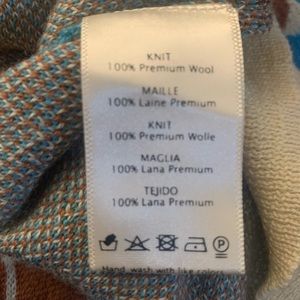 KNIT
100% Premium Wool
MAILLE
100% Laine Premium
KNIT
100% Premium Wolle
MAGLIA
100% Lana Premium
TEJIDO
100% Lana Premium
P
Hand wash with like colors